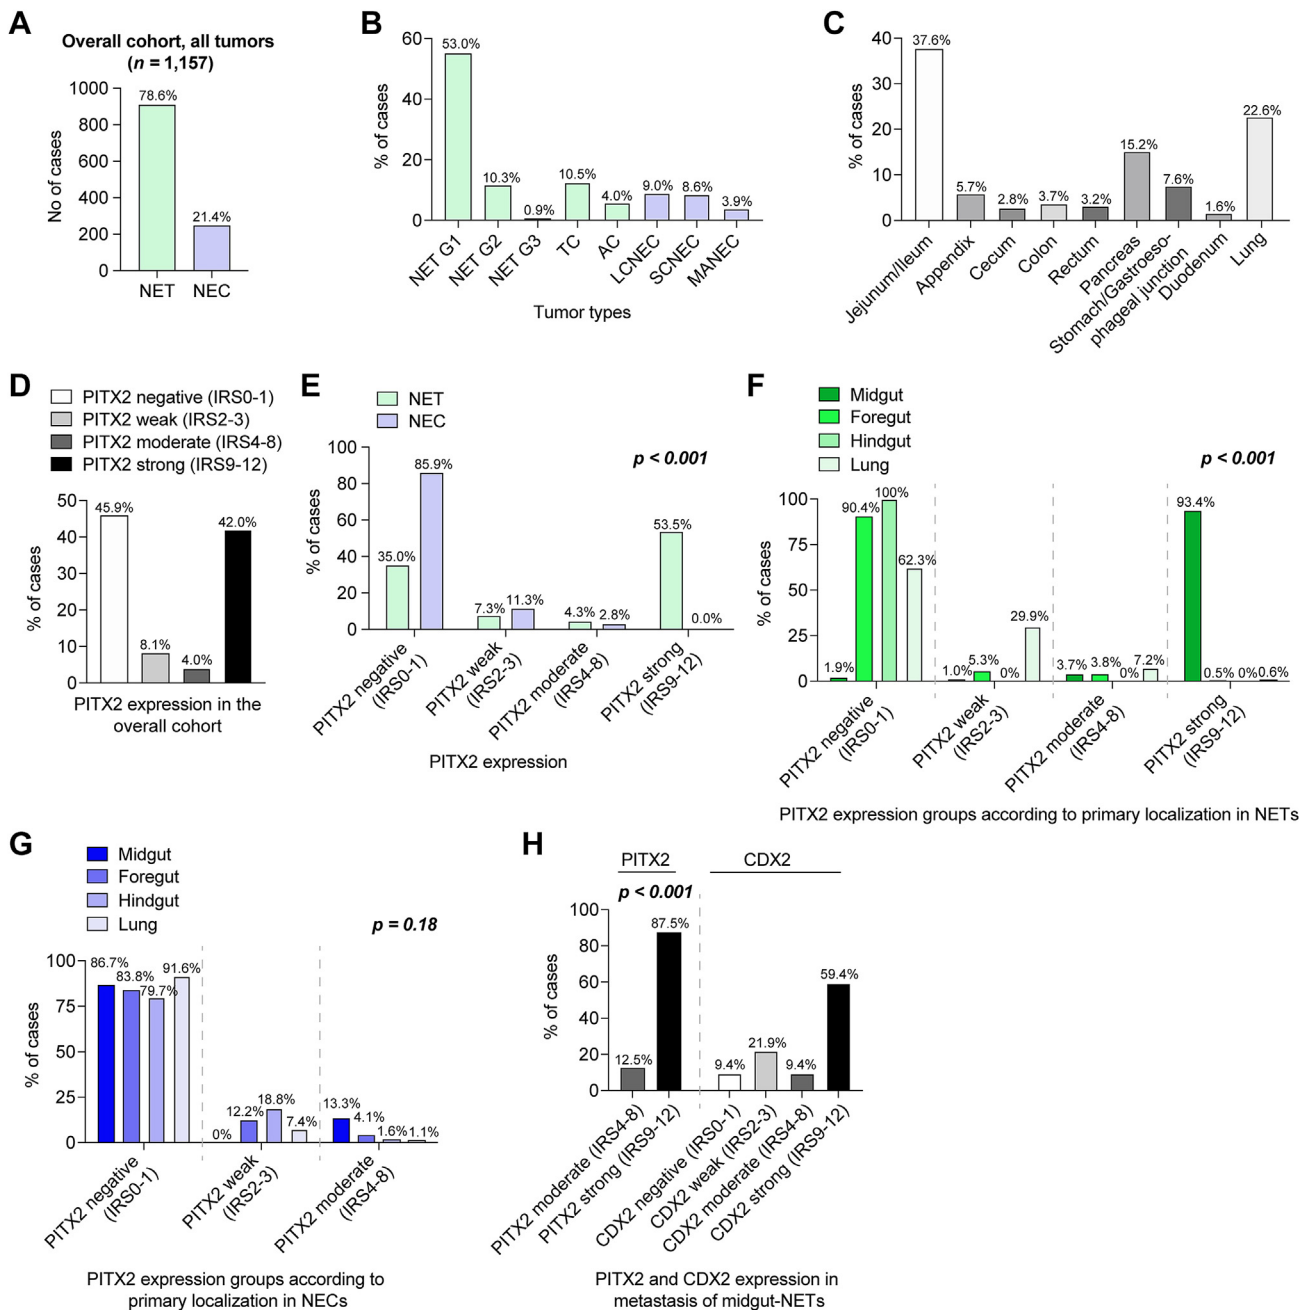 A
Overall cohort, all tumors
(n = 1,157)
No of cases
1000
800
600
400
200
0
78.6%
21.4%
NET
NEC
B
% of cases
60
40
20
0
53.0%
10.3%
0.9%
10.5%
4.0%
9.0%
8.6%
3.9%
NET G1
NET G2
NET G3
TC
AC
LCNEC
SCNEC
MANEC
Tumor types
C
% of cases
40
30
20
10
0
37.6%
5.7%
2.8%
3.7%
3.2%
15.2%
7.6%
1.6%
22.6%
Jejunum/Ileum
Appendix
Cecum
Colon
Rectum
Pancreas
Stomach/Gastroeso-
phageal junction
Duodenum
Lung
D
PITX2 negative (IRS0-1)
PITX2 weak (IRS2-3)
PITX2 moderate (IRS4-8)
PITX2 strong (IRS9-12)
% of cases
50
40
30
20
10
0
45.9%
8.1%
4.0%
42.0%
PITX2 expression in the
overall cohort
E
NET
NEC
p < 0.001
% of cases
100
80
60
40
20
0
35.0%
85.9%
7.3%
11.3%
4.3%
2.8%
53.5%
0.0%
PITX2 negative
(IRS0-1)
PITX2 weak
(IRS2-3)
PITX2 moderate
(IRS4-8)
PITX2 strong
(IRS9-12)
PITX2 expression
F
Midgut
Foregut
Hindgut
Lung
p < 0.001
% of cases
100
75
50
25
0
1.9%
90.4%
100%
62.3%
1.0%
5.3%
0%
29.9%
3.7%
3.8%
0%
7.2%
93.4%
0.5%
0%
0.6%
PITX2 negative
(IRS0-1)
PITX2 weak
(IRS2-3)
PITX2 moderate
(IRS4-8)
PITX2 strong
(IRS9-12)
PITX2 expression groups according to primary localization in NETs
G
Midgut
Foregut
Hindgut
Lung
p = 0.18
% of cases
100
75
50
25
0
86.7%
83.8%
79.7%
91.6%
0%
12.2%
18.8%
7.4%
13.3%
4.1%
1.6%
1.1%
PITX2 negative
(IRS0-1)
PITX2 weak
(IRS2-3)
PITX2 moderate
(IRS4-8)
PITX2 expression groups according to
primary localization in NECs
H
PITX2
CDX2
p < 0.001
% of cases
100
80
60
40
20
0
12.5%
87.5%
9.4%
21.9%
9.4%
59.4%
PITX2 moderate (IRS4-8)
PITX2 strong (IRS9-12)
CDX2 negative (IRS0-1)
CDX2 weak (IRS2-3)
CDX2 moderate (IRS4-8)
CDX2 strong (IRS9-12)
PITX2 and CDX2 expression in
metastasis of midgut-NETs